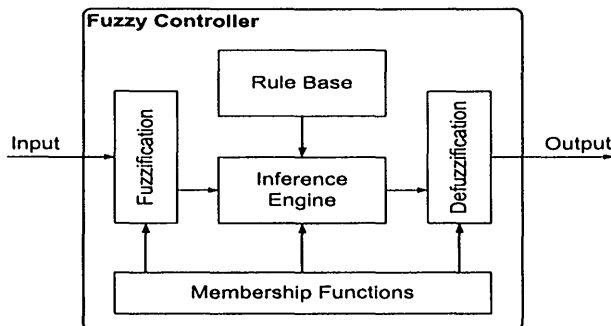 Fuzzy Controller
Rule Base
Input
Fuzzification
Inference
Engine
Defuzzification
Output
Membership Functions